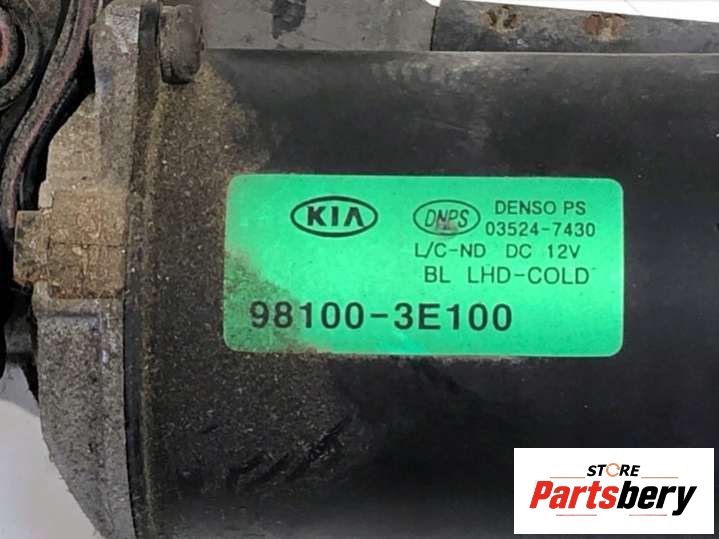 KIA
DNPS
DENSO PS
03524-7430
L/C-ND DC 12V
BL LHD-COLD
98100-3E100
STORE
Partsbery